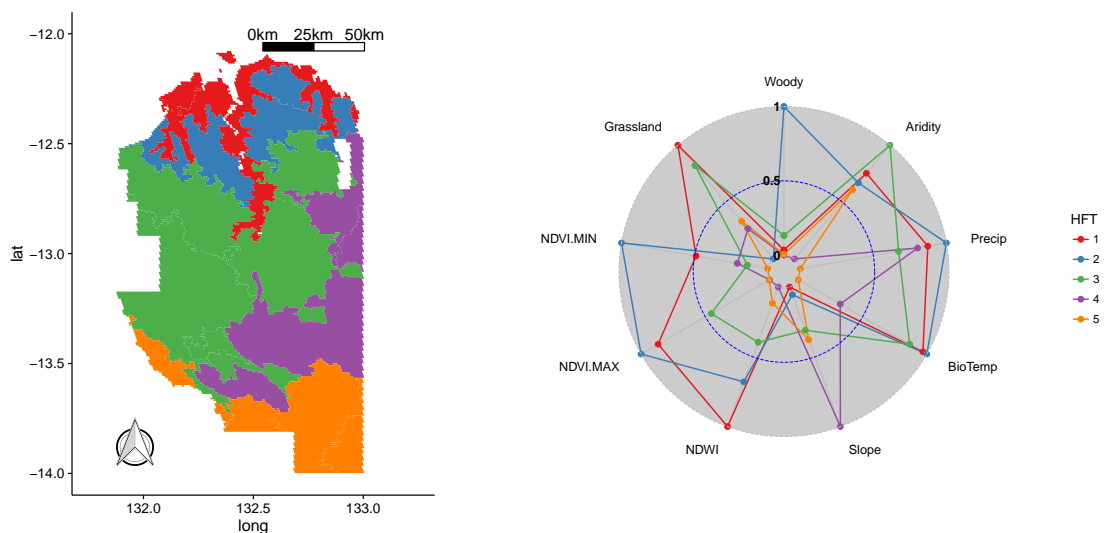 0km 25km 50km
−12.0
−12.5
−13.0
−13.5
−14.0
lat
132.0 132.5 133.0
long
Woody
Grassland
Aridity
1
0.5
0
NDVI.MIN
Precip
NDVI.MAX
BioTemp
NDWI
Slope
HFT
1
2
3
4
5